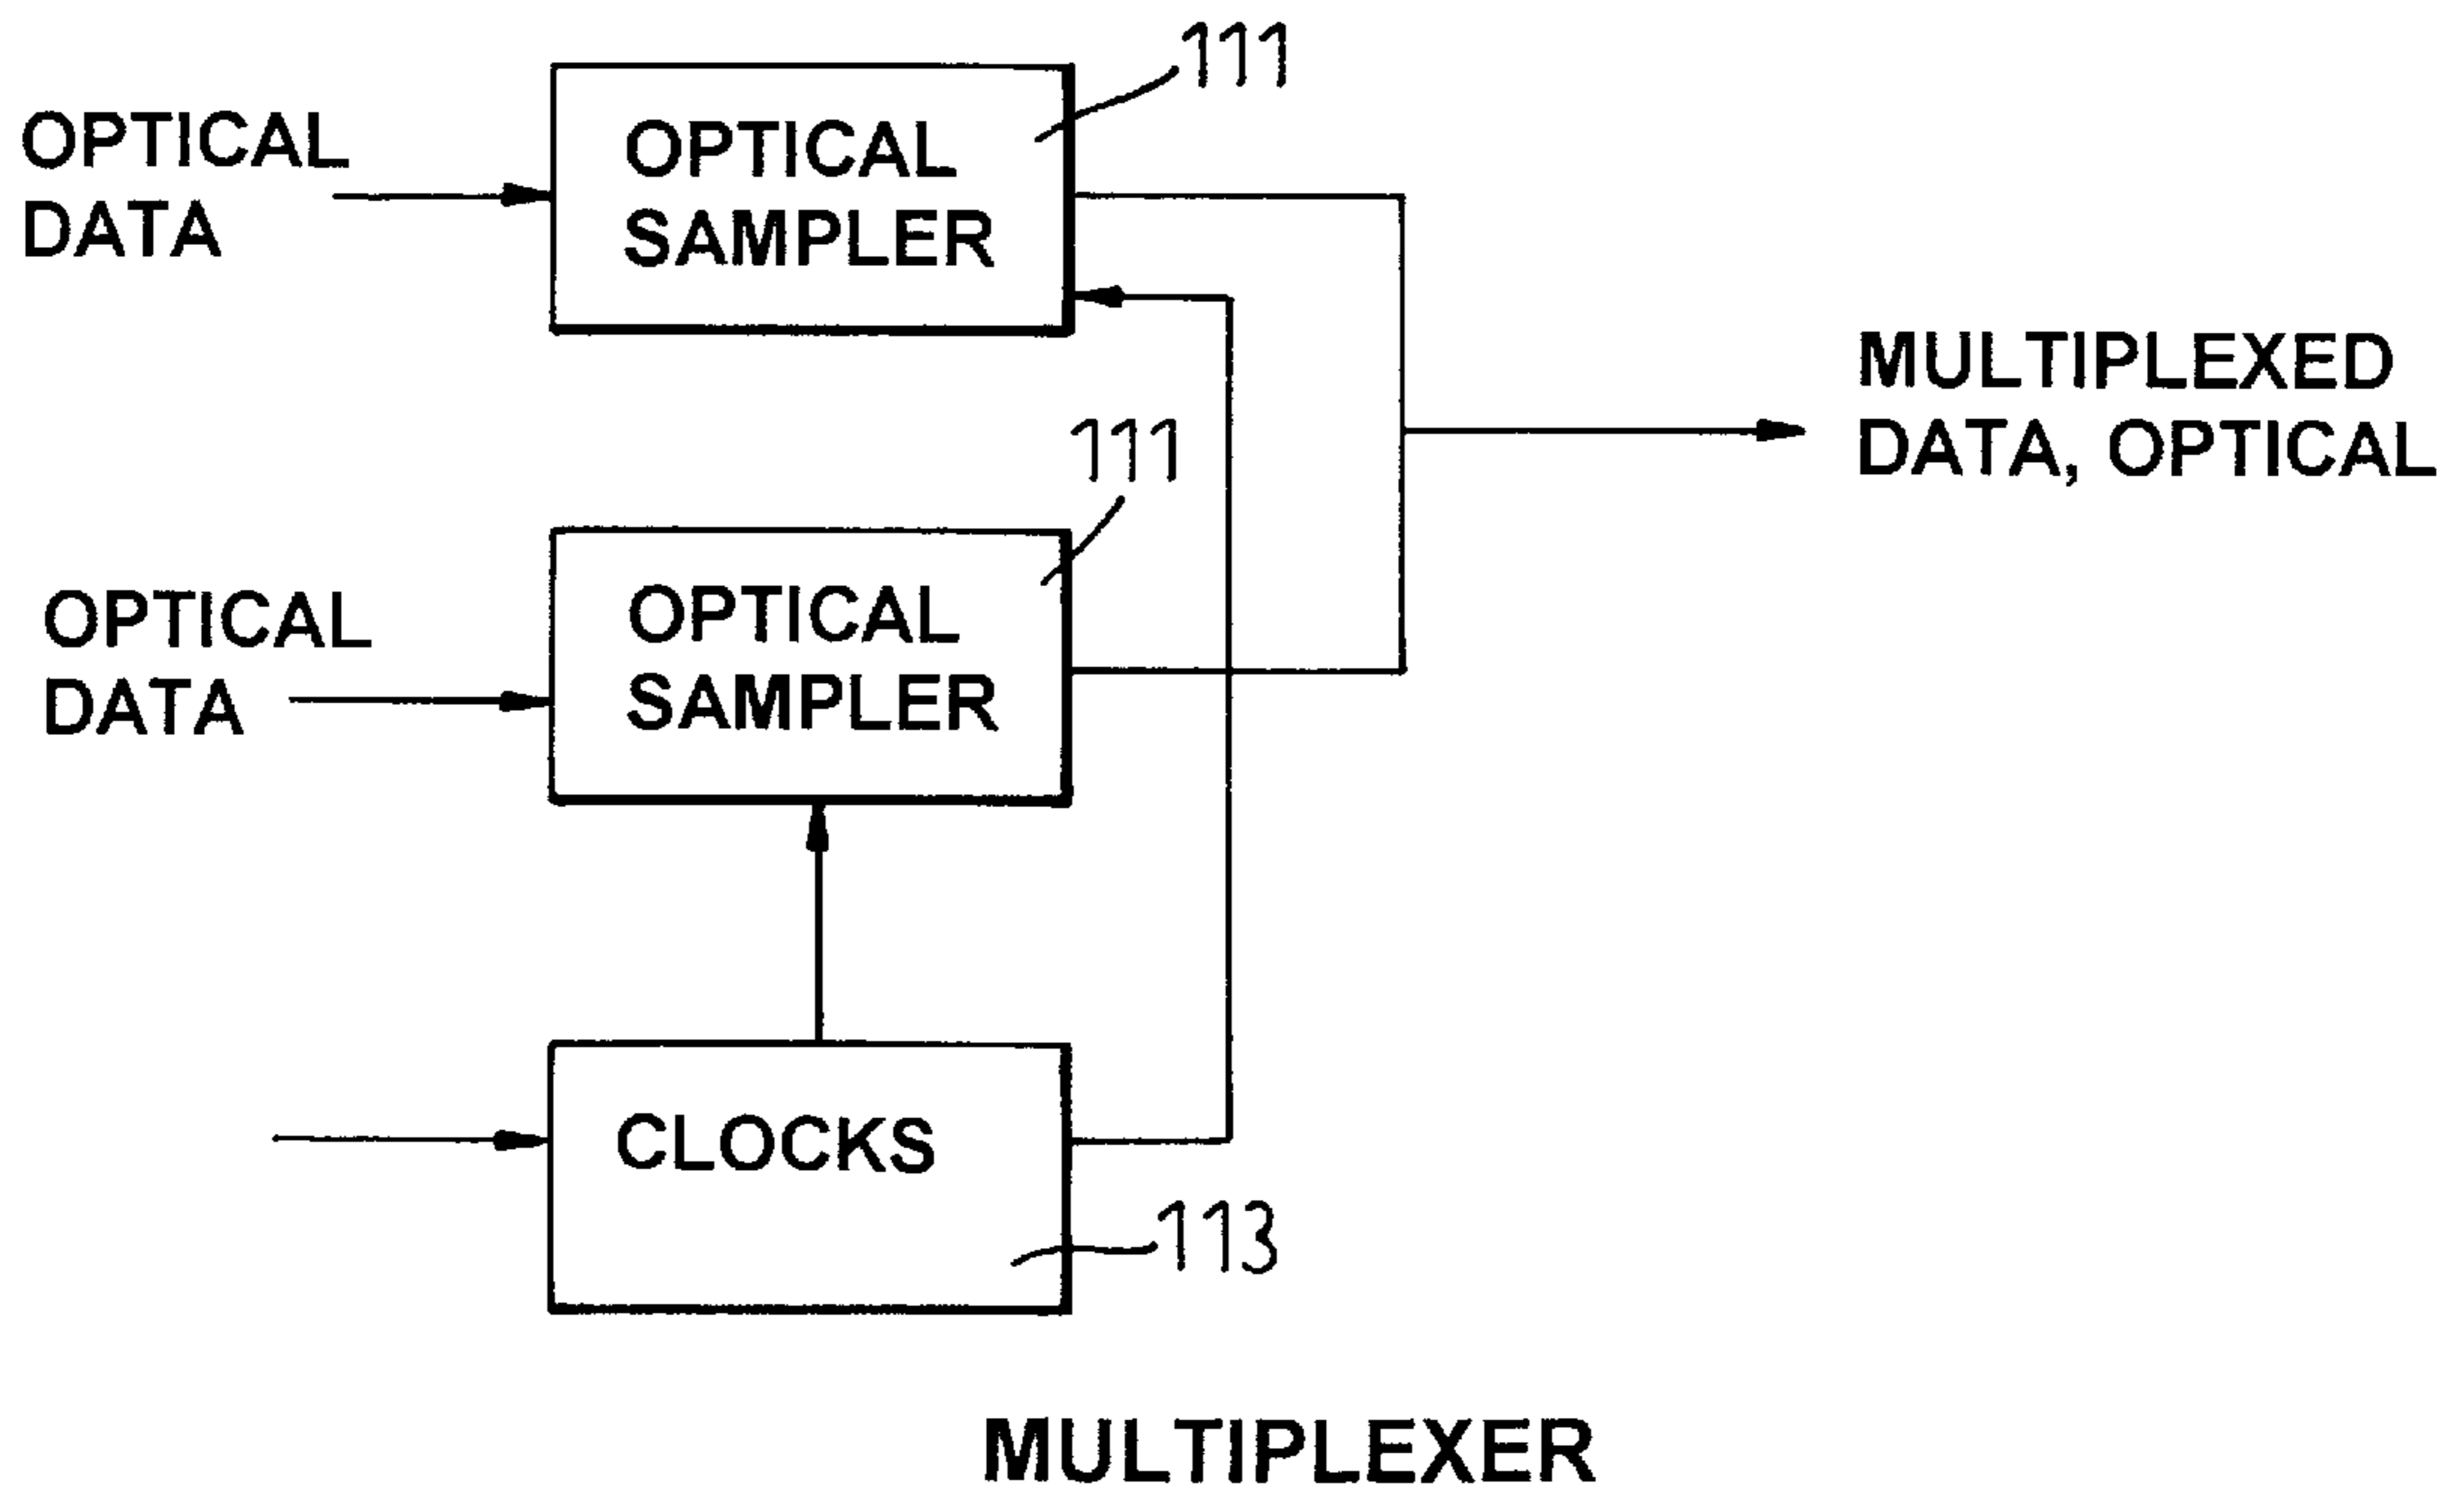 111
OPTICAL
DATA
OPTICAL
SAMPLER
MULTIPLEXED
DATA, OPTICAL
111
OPTICAL
DATA
OPTICAL
SAMPLER
CLOCKS
113
MULTIPLEXER